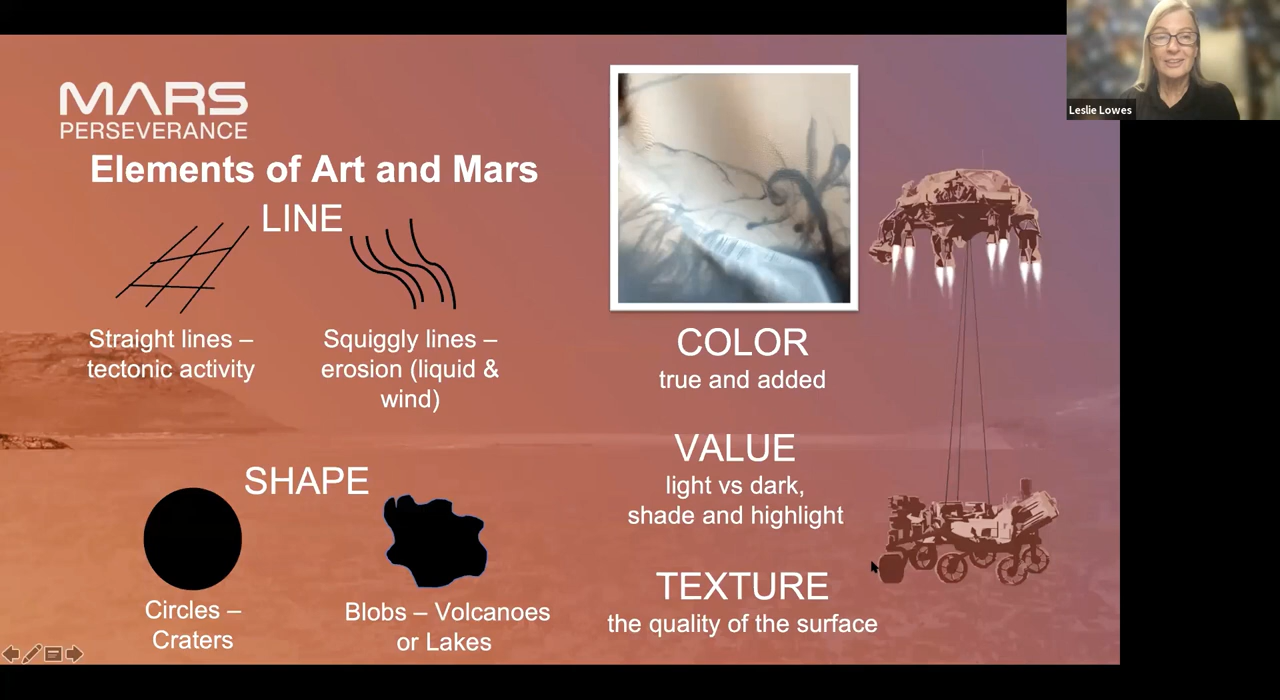 Leslie Lowes
MARS
PERSEVERANCE
Elements of Art and Mars
LINE
Straight lines –
tectonic activity
Squiggly lines –
erosion (liquid &
wind)
SHAPE
Circles –
Craters
Blobs – Volcanoes
or Lakes
COLOR
true and added
VALUE
light vs dark,
shade and highlight
TEXTURE
the quality of the surface